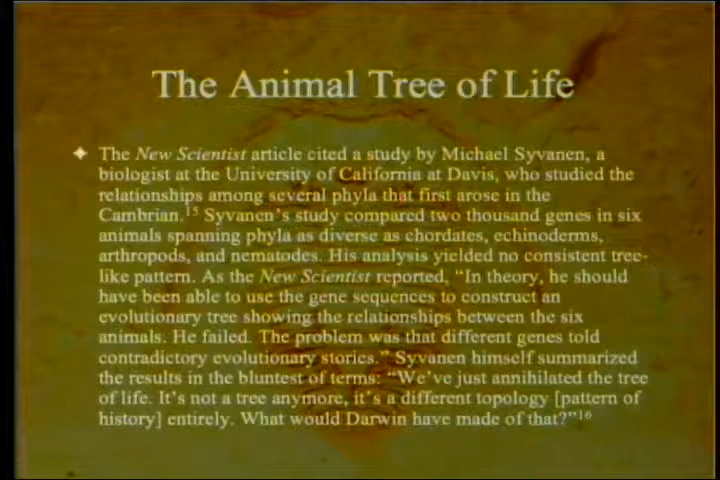 The Animal Tree of Life
The New Scientist article cited a study by Michael Syvanen, a
biologist at the University of California at Davis, who studied the
relationships among several phyla that first arose in the
Cambrian.15 Syvanen's study compared two thousand genes in six
animals spanning phyla as diverse as chordates, echinoderms,
arthropods, and nematodes. His analysis yielded no consistent tree-
like pattern. As the New Scientist reported, "In theory, he should
have been able to use the gene sequences to construct an
evolutionary tree showing the relationships between the six
animals. He failed. The problem was that different genes told
contradictory evolutionary stories." Syvanen himself summarized
the results in the bluntest of terms: "We've just annihilated the tree
of life. It's not a tree anymore, it's a different topology [pattern of
history] entirely. What would Darwin have made of that?"16